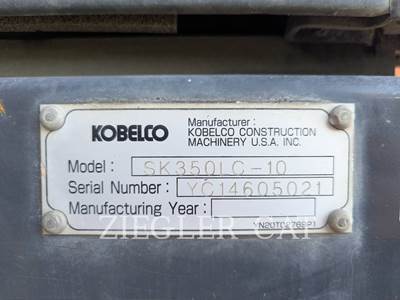 KOBELCO
Manufacturer :
KOBELCO CONSTRUCTION
MACHINERY U.S.A. INC.
Model : SK350LC-10
Serial Number : YC14605021
Manufacturing Year :
ZIEGLER CAT